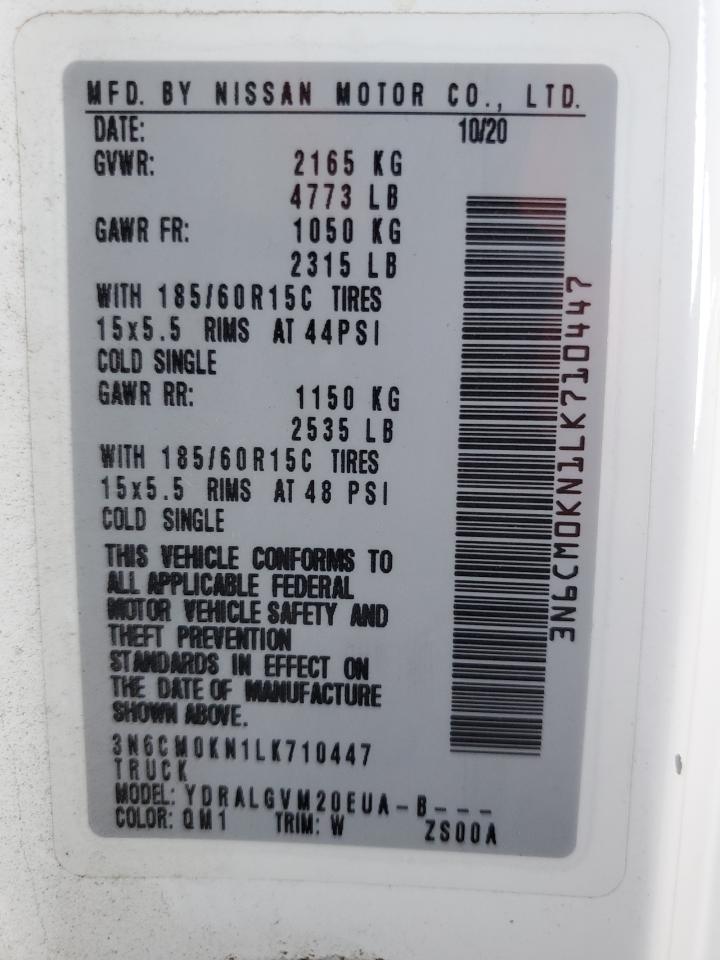 MFD. BY NISSAN MOTOR CO., LTD.
DATE: 10/20
GVWR: 2165 KG
4773 LB
GAWR FR: 1050 KG
2315 LB
WITH 185/60R15C TIRES
15x5.5 RIMS AT 44PSI
COLD SINGLE
GAWR RR: 1150 KG
2535 LB
WITH 185/60R15C TIRES
15x5.5 RIMS AT 48 PSI
COLD SINGLE
THIS VEHICLE CONFORMS TO
ALL APPLICABLE FEDERAL
MOTOR VEHICLE SAFETY AND
THEFT PREVENTION
STANDARDS IN EFFECT ON
THE DATE OF MANUFACTURE
SHOWN ABOVE.
3N6CM0KN1LK710447
TRUCK
MODEL: YDRALGVM20EUA-B---
COLOR: QM1 TRIM: W ZS00A
3N6CM0KN1LK710447